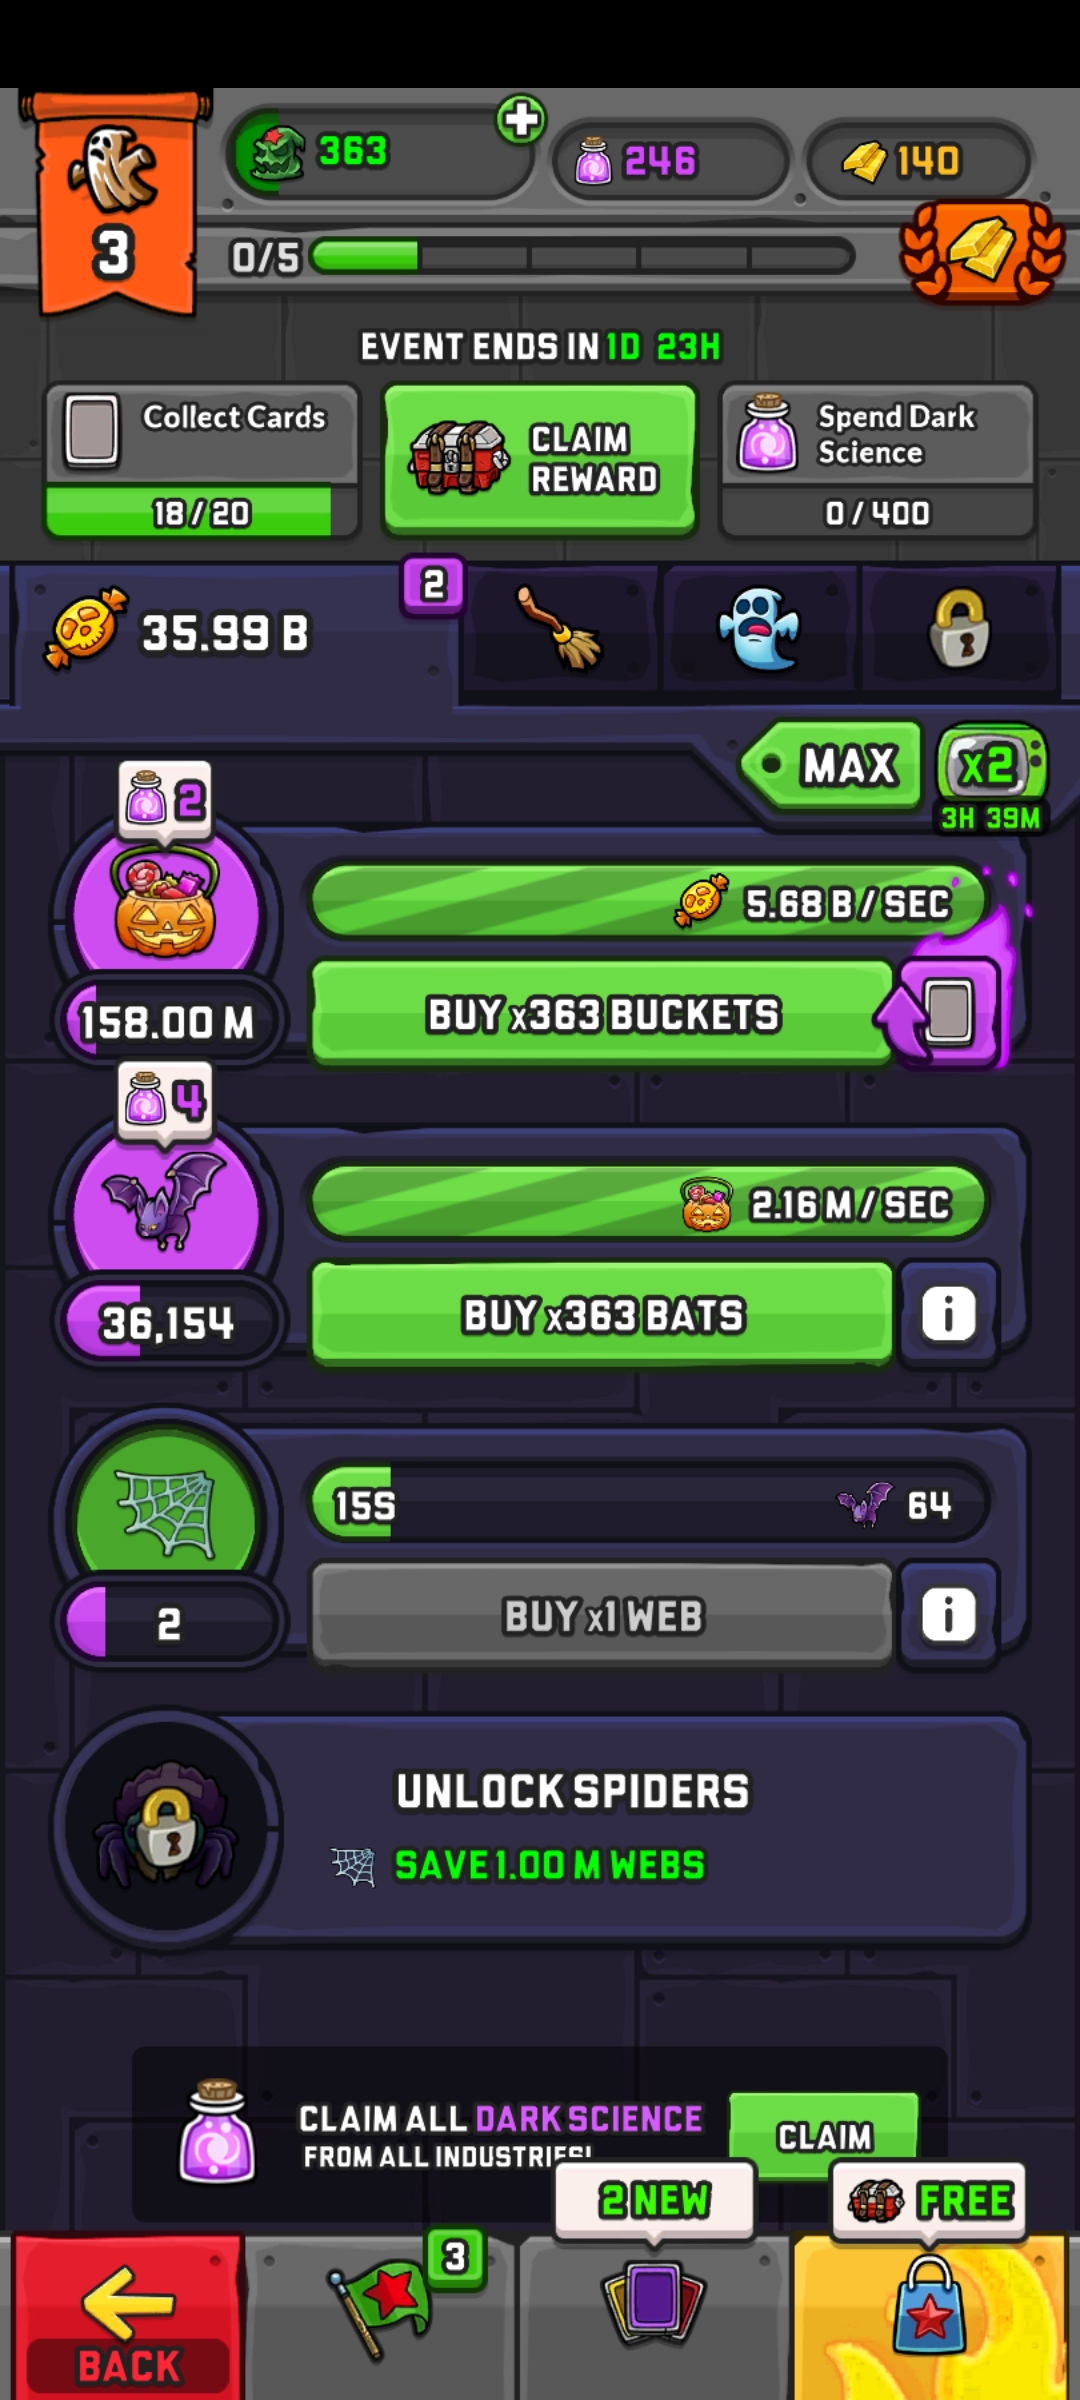 363
246
140
3
0/5
EVENT ENDS IN 1D 23H
Collect Cards
18/20
CLAIM
REWARD
Spend Dark
Science
0/400
35.99 B
2
MAX
x2
3H 39M
2
5.68 B/SEC
158.00 M
BUY x363 BUCKETS
4
2.16 M/SEC
36,154
BUY x363 BATS
i
15S
64
2
BUY x1 WEB
i
UNLOCK SPIDERS
SAVE 1.00 M WEBS
CLAIM ALL DARK SCIENCE
FROM ALL INDUSTRIES!
CLAIM
2 NEW
FREE
3
BACK